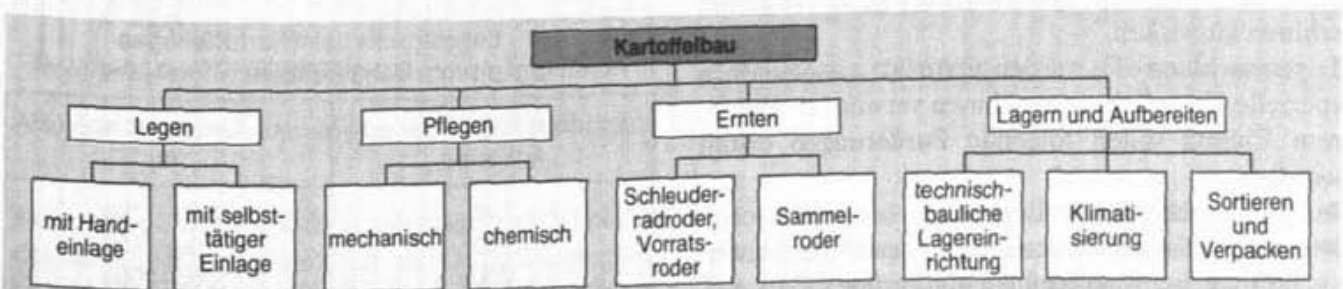 Kartoffelbau
Legen
Pflegen
Ernten
Lagern und Aufbereiten
mit Hand-
einlage
mit selbst-
tätiger
Einlage
mechanisch
chemisch
Schleuder-
radroder,
Vorrats-
roder
Sammel-
roder
technisch-
bauliche
Lagerein-
richtung
Klimati-
sierung
Sortieren
und
Verpacken